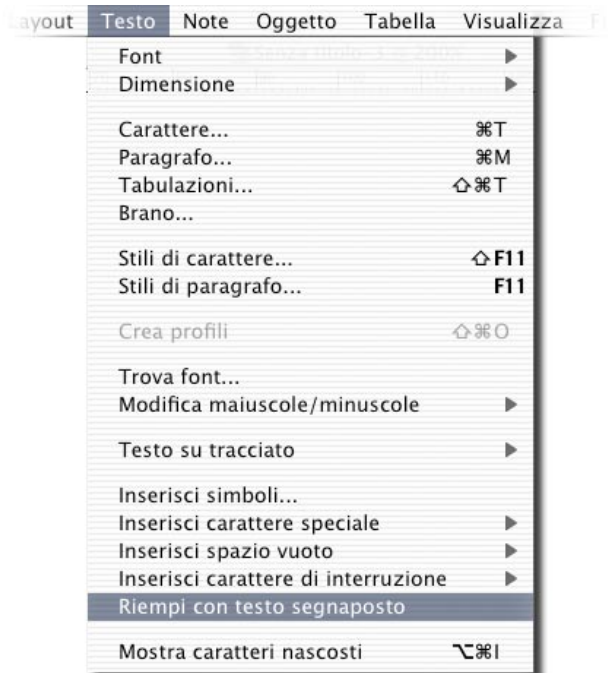 ayout Testo Note Oggetto Tabella Visualizza
Font
Dimensione
Carattere... ⌘T
Paragrafo... ⌘M
Tabulazioni... ⇧⌘T
Brano...
Stili di carattere... ⇧F11
Stili di paragrafo... F11
Crea profili ⇧⌘O
Trova font...
Modifica maiuscole/minuscole
Testo su tracciato
Inserisci simboli...
Inserisci carattere speciale
Inserisci spazio vuoto
Inserisci carattere di interruzione
Riempi con testo segnaposto
Mostra caratteri nascosti ⌥⌘I